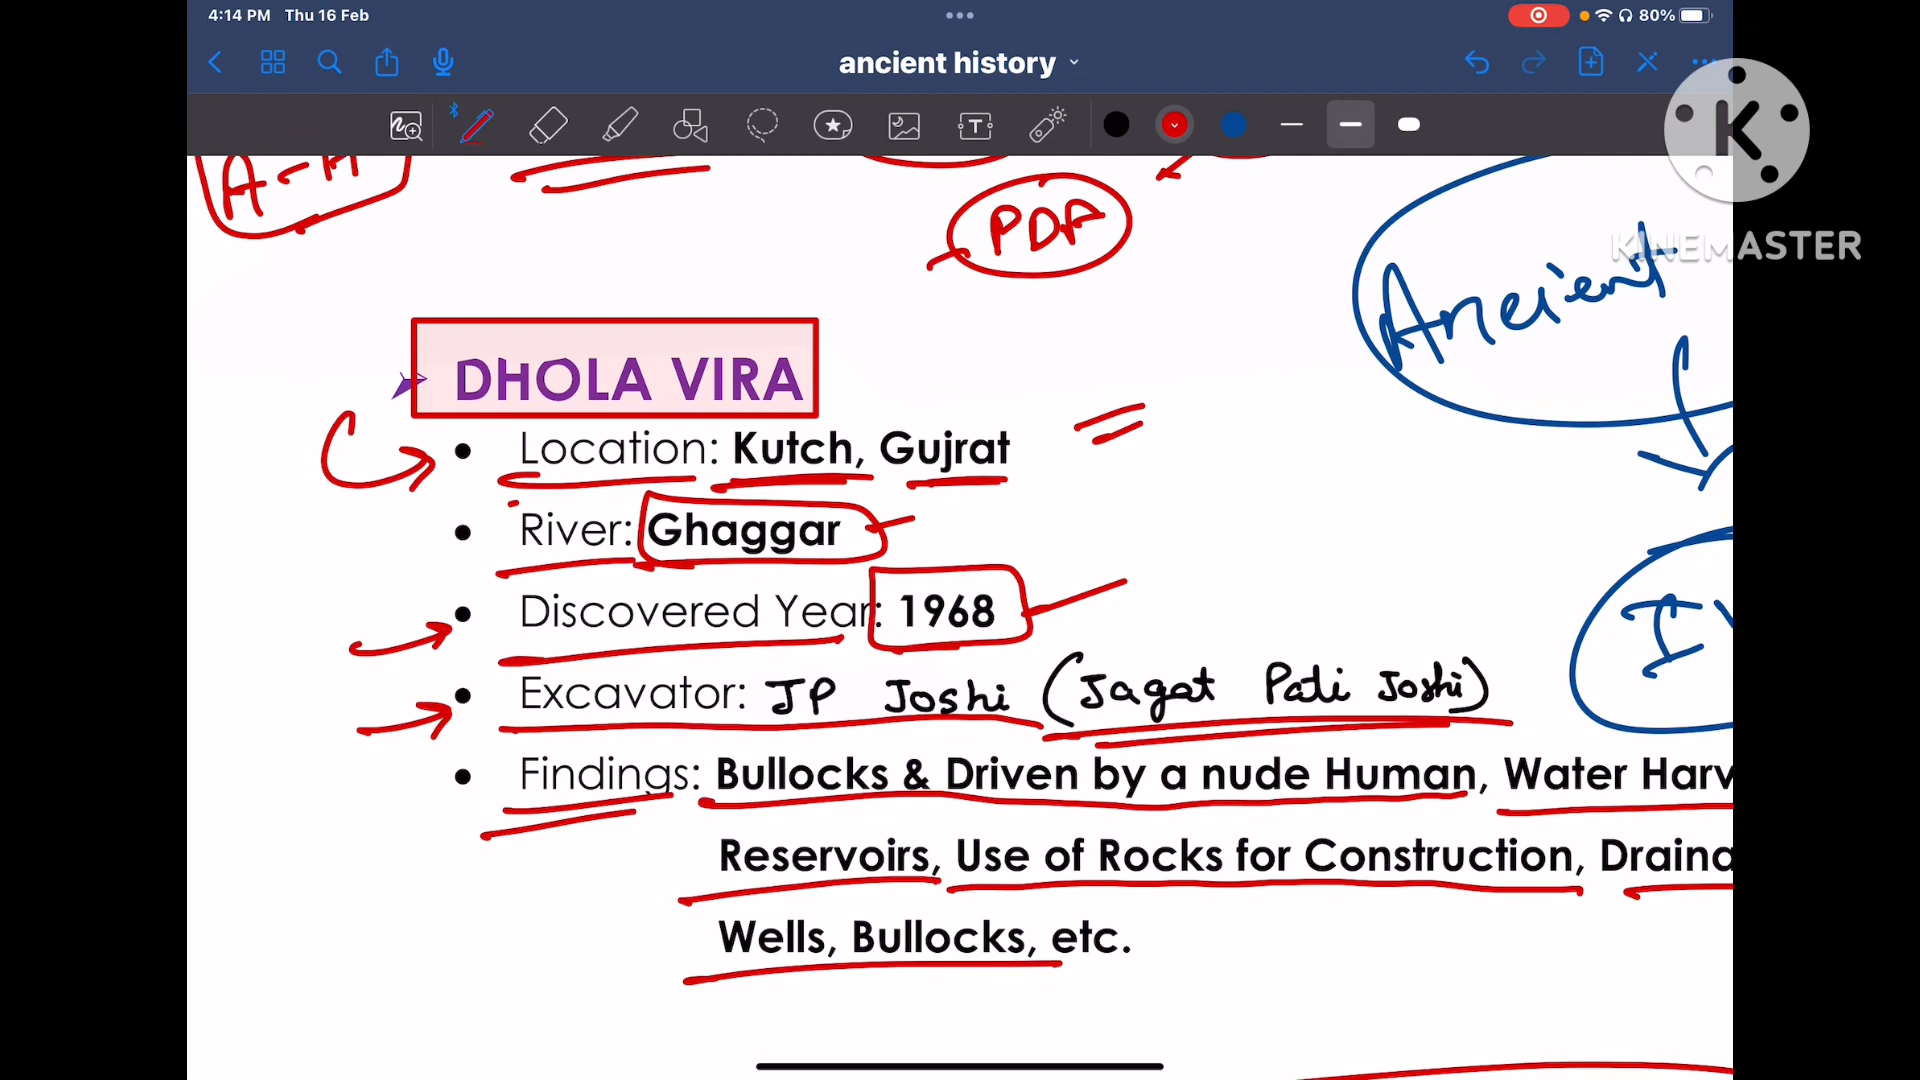 4:14 PM Thu 16 Feb
80%
ancient history
K
KINEMASTER
A-H
PDF
Ancient
DHOLA VIRA
Location: Kutch, Gujrat
River: Ghaggar
Discovered Year: 1968
Excavator: JP Joshi (Jagat Pati Joshi)
Findings: Bullocks & Driven by a nude Human, Water Harv
Reservoirs, Use of Rocks for Construction, Draina
Wells, Bullocks, etc.